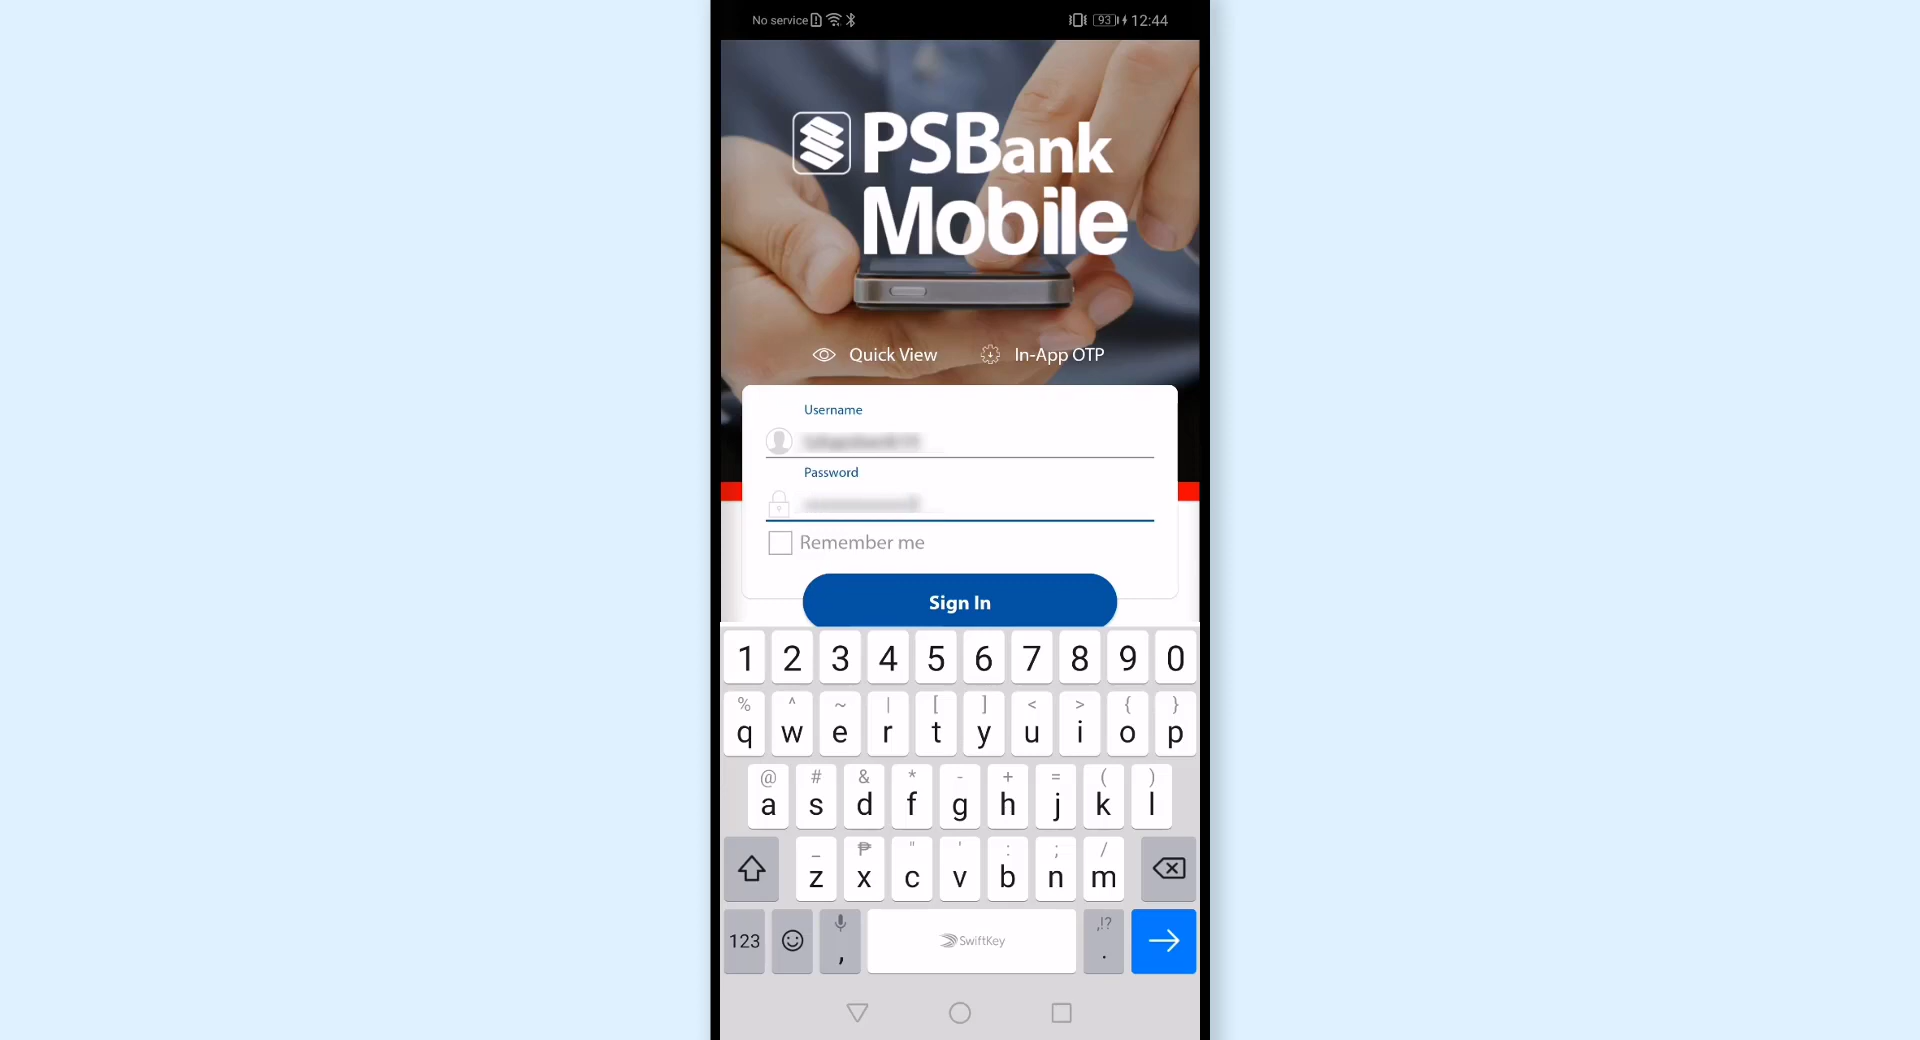 No service 93 12:44
PSBank
Mobile
Quick View In-App OTP
Username
Password
Remember me
Sign In
1 2 3 4 5 6 7 8 9 0
% ^ ~ | [ ] < > { }
q w e r t y u i o p
@ # & * - + = ( )
a s d f g h j k l
_ ₱ " ' : ; /
z x c v b n m
,!?
123 , SwiftKey .